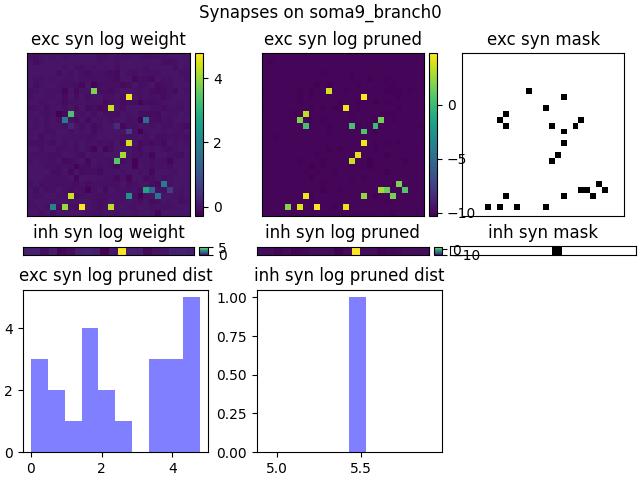 Synapses on soma9_branch0
exc syn log weight
exc syn log pruned
exc syn mask
4
2
0
0
−5
−10
inh syn log weight
inh syn log pruned
inh syn mask
5
0
0
10
exc syn log pruned dist
inh syn log pruned dist
4
2
0
0 2 4
1.00
0.75
0.50
0.25
0.00
5.0 5.5